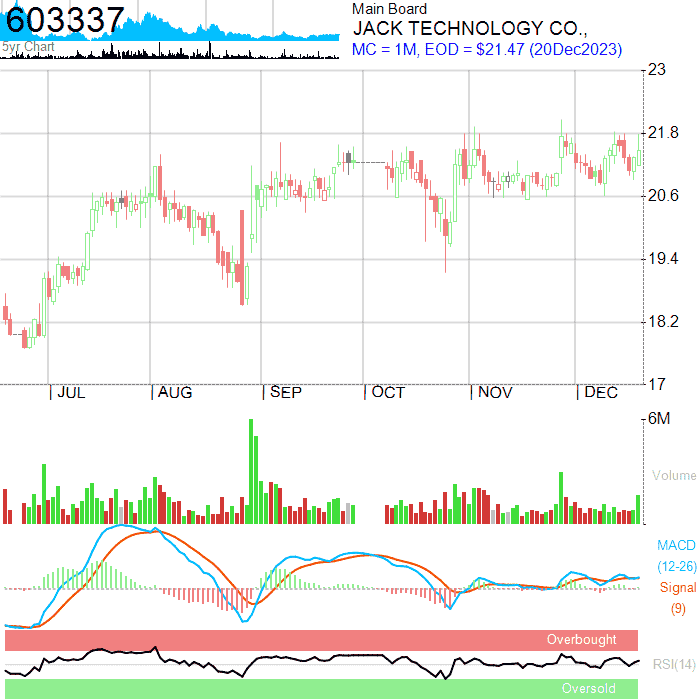 603337
5yr Chart
Main Board
JACK TECHNOLOGY CO.,
MC = 1M, EOD = $21.47 (20Dec2023)
23
21.8
20.6
19.4
18.2
17
JUL AUG SEP OCT NOV DEC
6M
Volume
MACD
(12-26)
Signal
(9)
Overbought
RSI(14)
Oversold